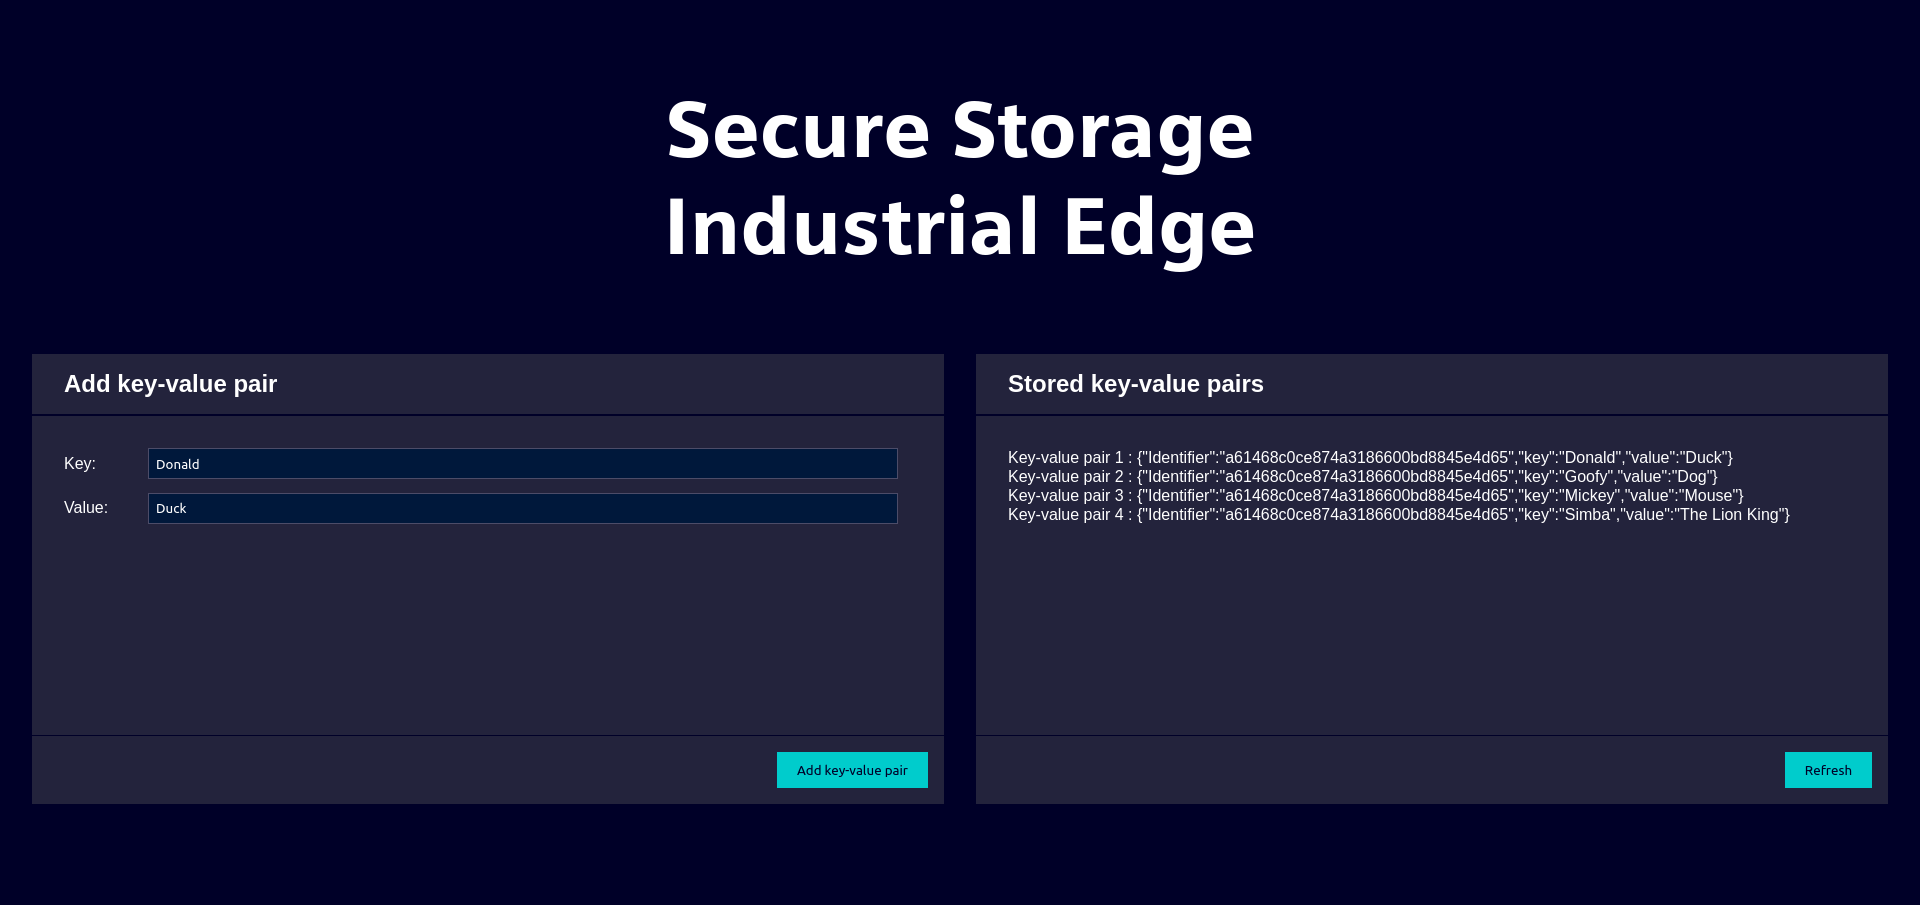 Secure Storage
Industrial Edge
Add key-value pair
Key:
Donald
Value:
Duck
Add key-value pair
Stored key-value pairs
Key-value pair 1 : {"Identifier":"a61468c0ce874a3186600bd8845e4d65","key":"Donald","value":"Duck"}
Key-value pair 2 : {"Identifier":"a61468c0ce874a3186600bd8845e4d65","key":"Goofy","value":"Dog"}
Key-value pair 3 : {"Identifier":"a61468c0ce874a3186600bd8845e4d65","key":"Mickey","value":"Mouse"}
Key-value pair 4 : {"Identifier":"a61468c0ce874a3186600bd8845e4d65","key":"Simba","value":"The Lion King"}
Refresh